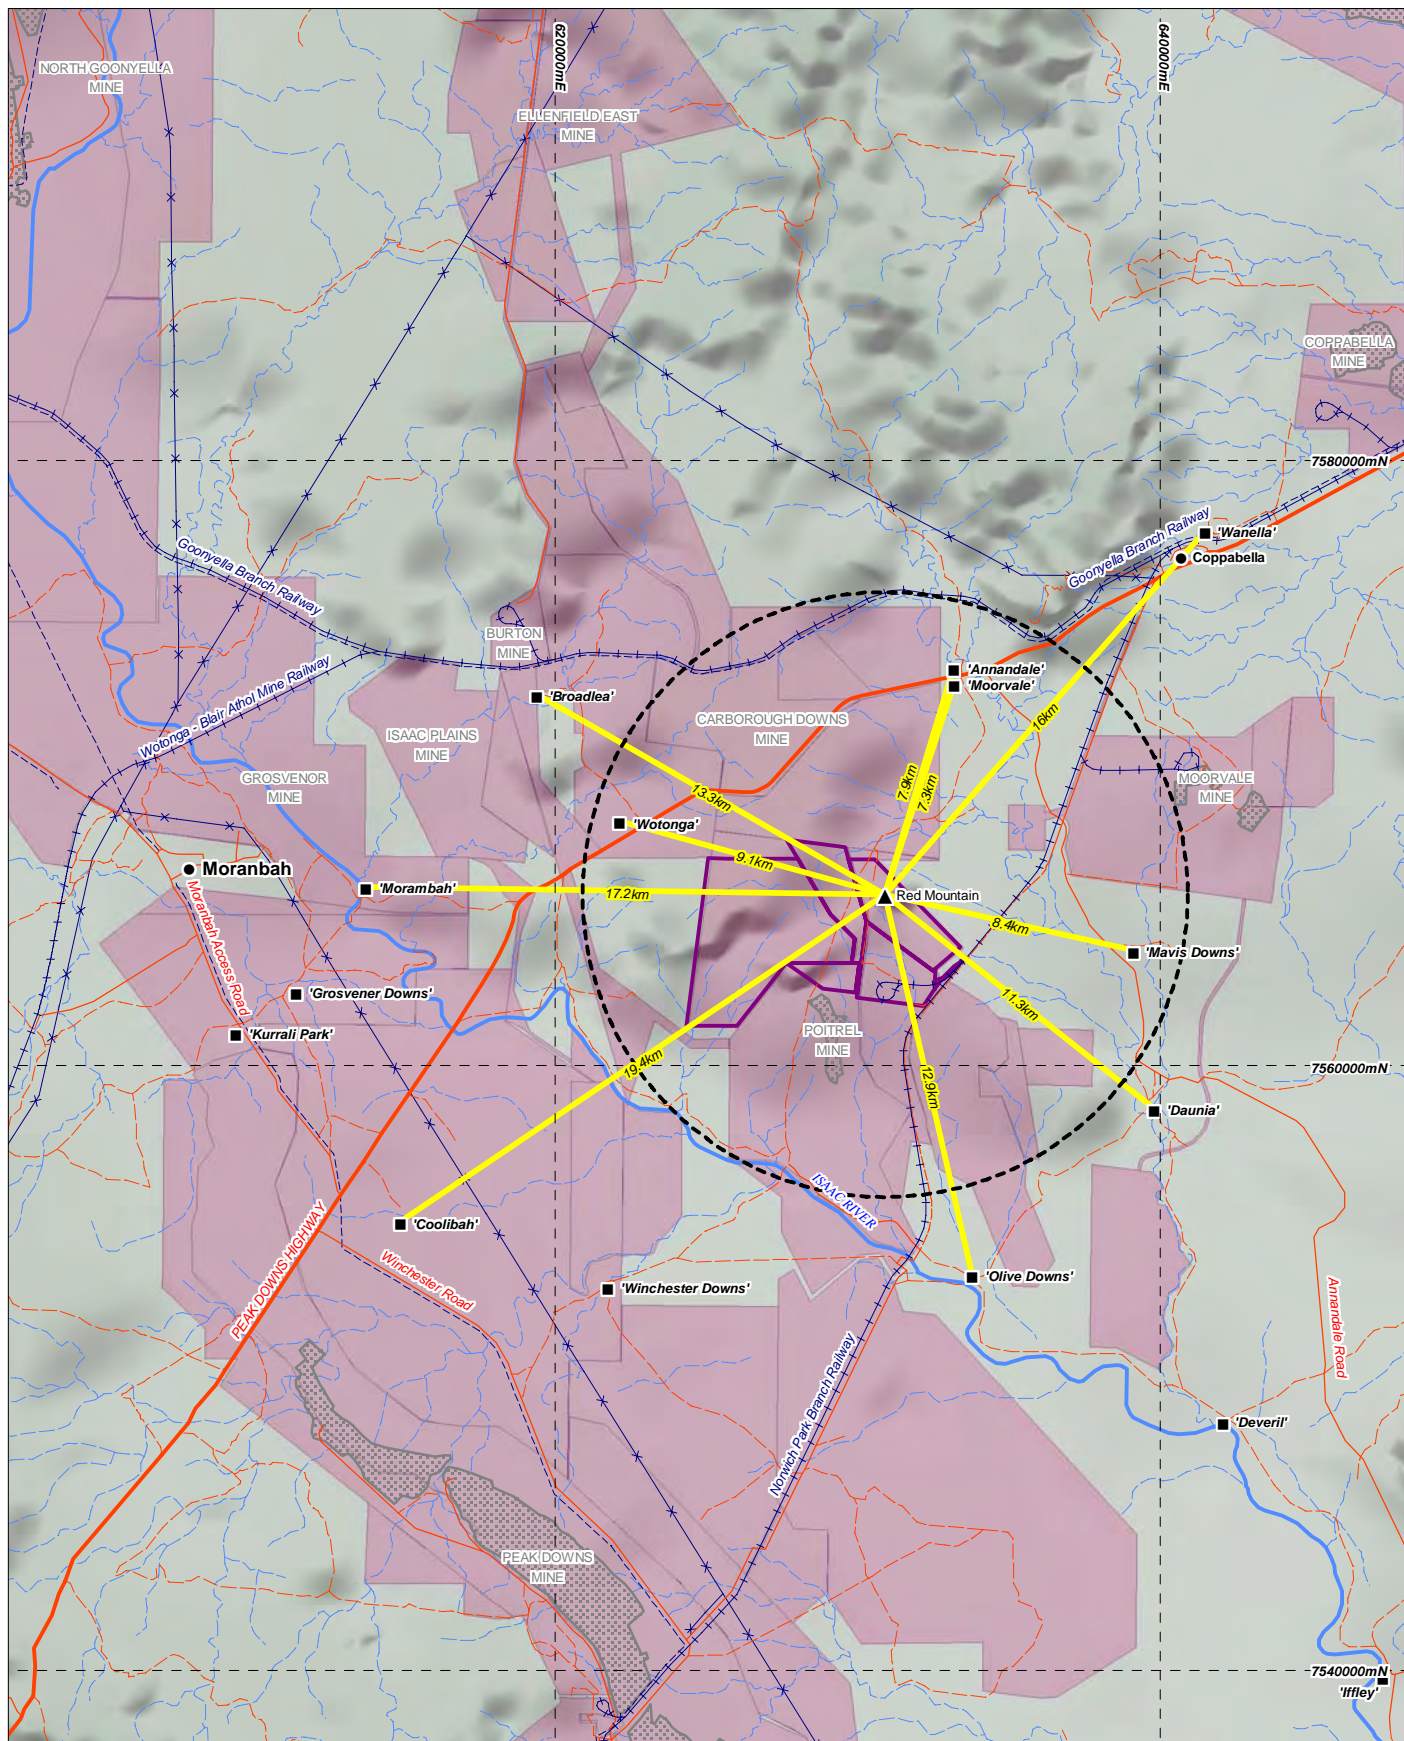 620000mE
640000mE
NORTH GOONYELLA
MINE
ELLENFIELD EAST
MINE
COPPABELLA
MINE
7580000mN
Goonyella Branch Railway
'Wanella'
Coppabella
Goonyella Branch Railway
BURTON
MINE
Wotonga - Blair Athol Mine Railway
'Annandale'
'Moorvale'
'Broadlea'
CARBOROUGH DOWNS
MINE
16km
ISAAC PLAINS
MINE
GROSVENOR
MINE
MOORVALE
MINE
7.9km
7.3km
13.3km
'Wotonga'
9.1km
Moranbah
'Morambah'
17.2km
Red Mountain
Moranbah Access Road
8.4km
'Mavis Downs'
'Grosvener Downs'
11.3km
'Kurrali Park'
POITREL
MINE
19.4km
12.9km
7560000mN
'Daunia'
ISAAC RIVER
'Coolibah'
PEAK DOWNS HIGHWAY
Winchester Road
'Winchester Downs'
'Olive Downs'
Annandale Road
Norwich Park Branch Railway
'Deveril'
PEAK DOWNS
MINE
7540000mN
'Iffley'